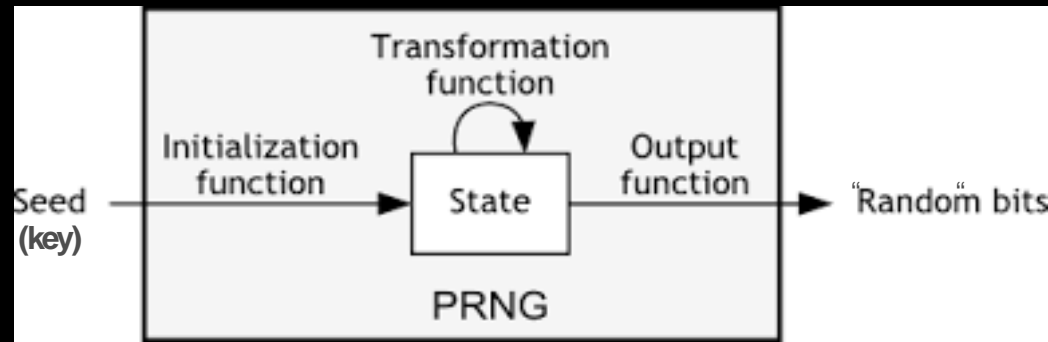 Transformation
function
Initialization
function
Output
function
Seed
(key)
State
“Random“ bits
PRNG